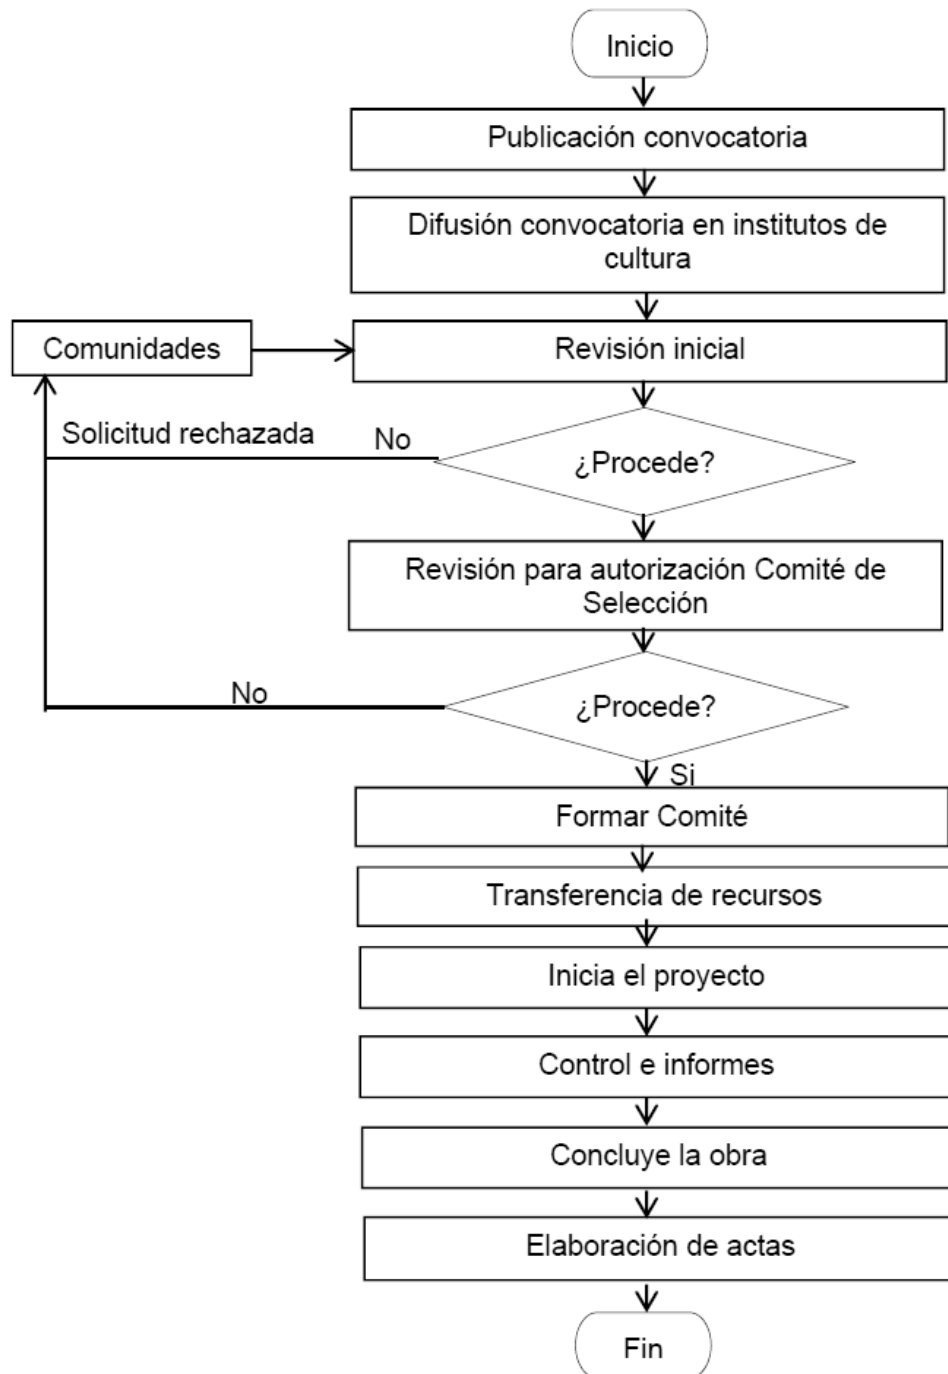 Inicio
Publicación convocatoria
Difusión convocatoria en institutos de
cultura
Comunidades
Revisión inicial
Solicitud rechazada
No
¿Procede?
Revisión para autorización Comité de
Selección
No
¿Procede?
Si
Formar Comité
Transferencia de recursos
Inicia el proyecto
Control e informes
Concluye la obra
Elaboración de actas
Fin